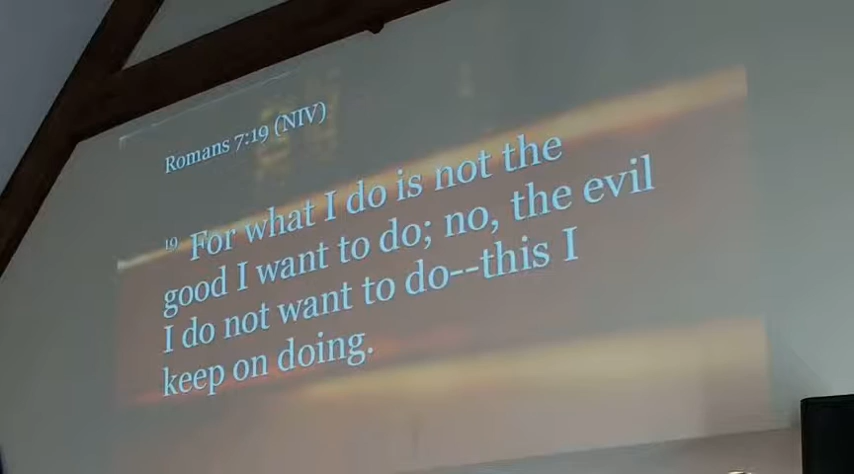 Romans 7:19 (NIV)
19 For what I do is not the
good I want to do; no, the evil
I do not want to do--this I
keep on doing.